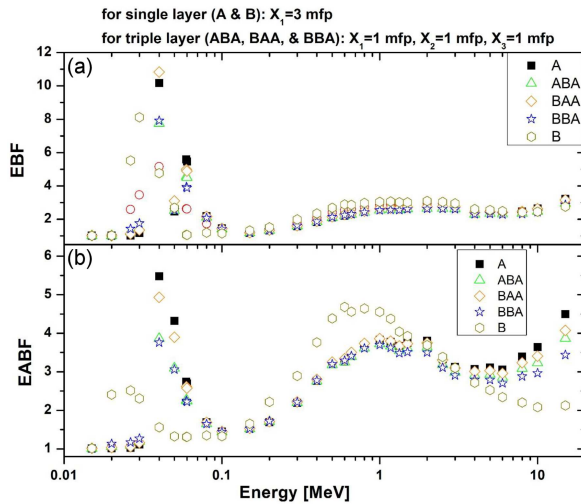 for single layer (A & B): X₁=3 mfp
for triple layer (ABA, BAA, & BBA): X₁=1 mfp, X₂=1 mfp, X₃=1 mfp
(a)
A
ABA
BAA
BBA
B
EBF
12
10
8
6
4
2
(b)
A
ABA
BAA
BBA
B
EABF
6
5
4
3
2
1
0.01
0.1
1
10
Energy [MeV]